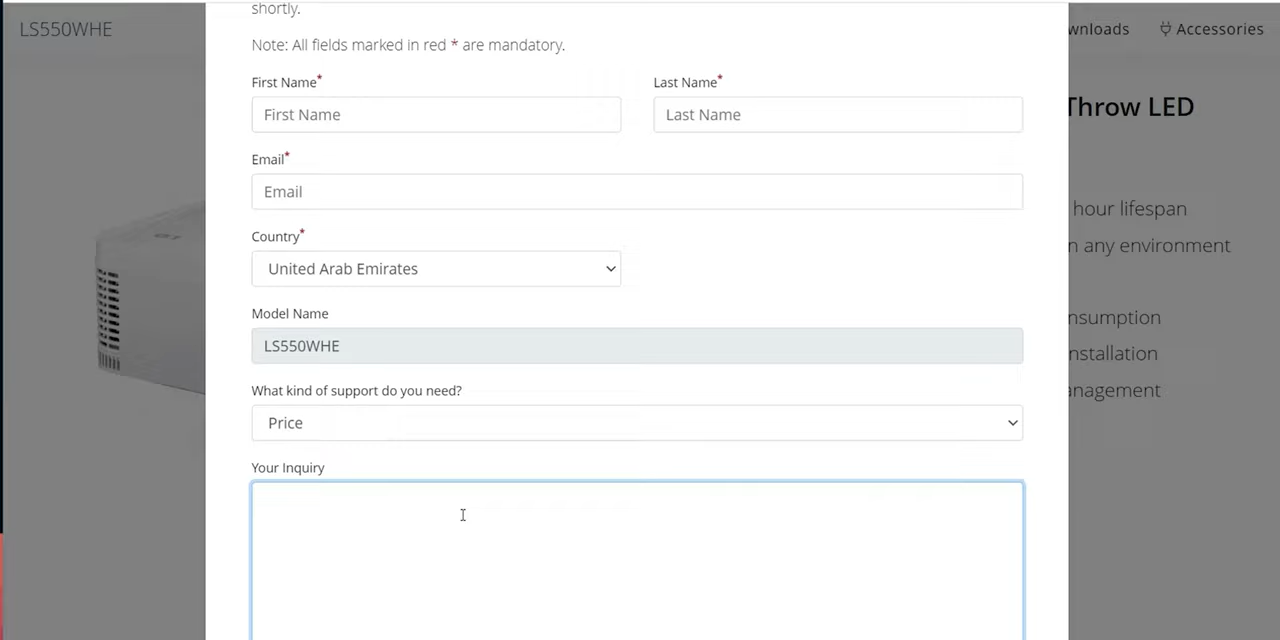 shortly.
LS550WHE
wnloads
Accessories
Note: All fields marked in red * are mandatory.
First Name*
Last Name*
First Name
Last Name
Throw LED
Email*
Email
hour lifespan
Country*
n any environment
United Arab Emirates
Model Name
nsumption
LS550WHE
nstallation
What kind of support do you need?
anagement
Price
Your Inquiry